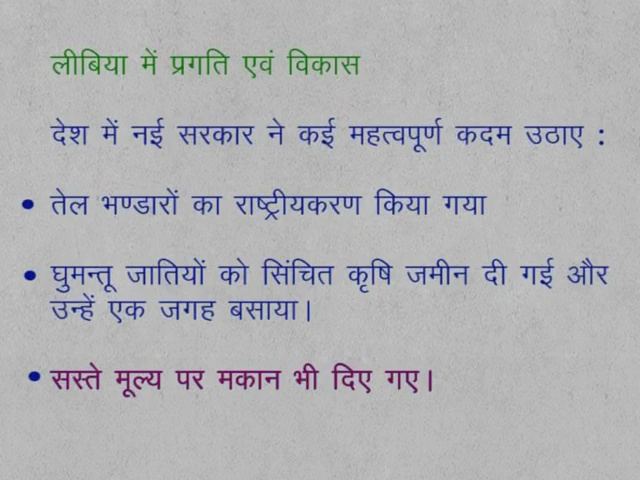 लीबिया में प्रगति एवं विकास
देश में नई सरकार ने कई महत्वपूर्ण कदम उठाए :
• तेल भण्डारों का राष्ट्रीयकरण किया गया
• घुमन्तू जातियों को सिंचित कृषि जमीन दी गई और
उन्हें एक जगह बसाया।
• सस्ते मूल्य पर मकान भी दिए गए।